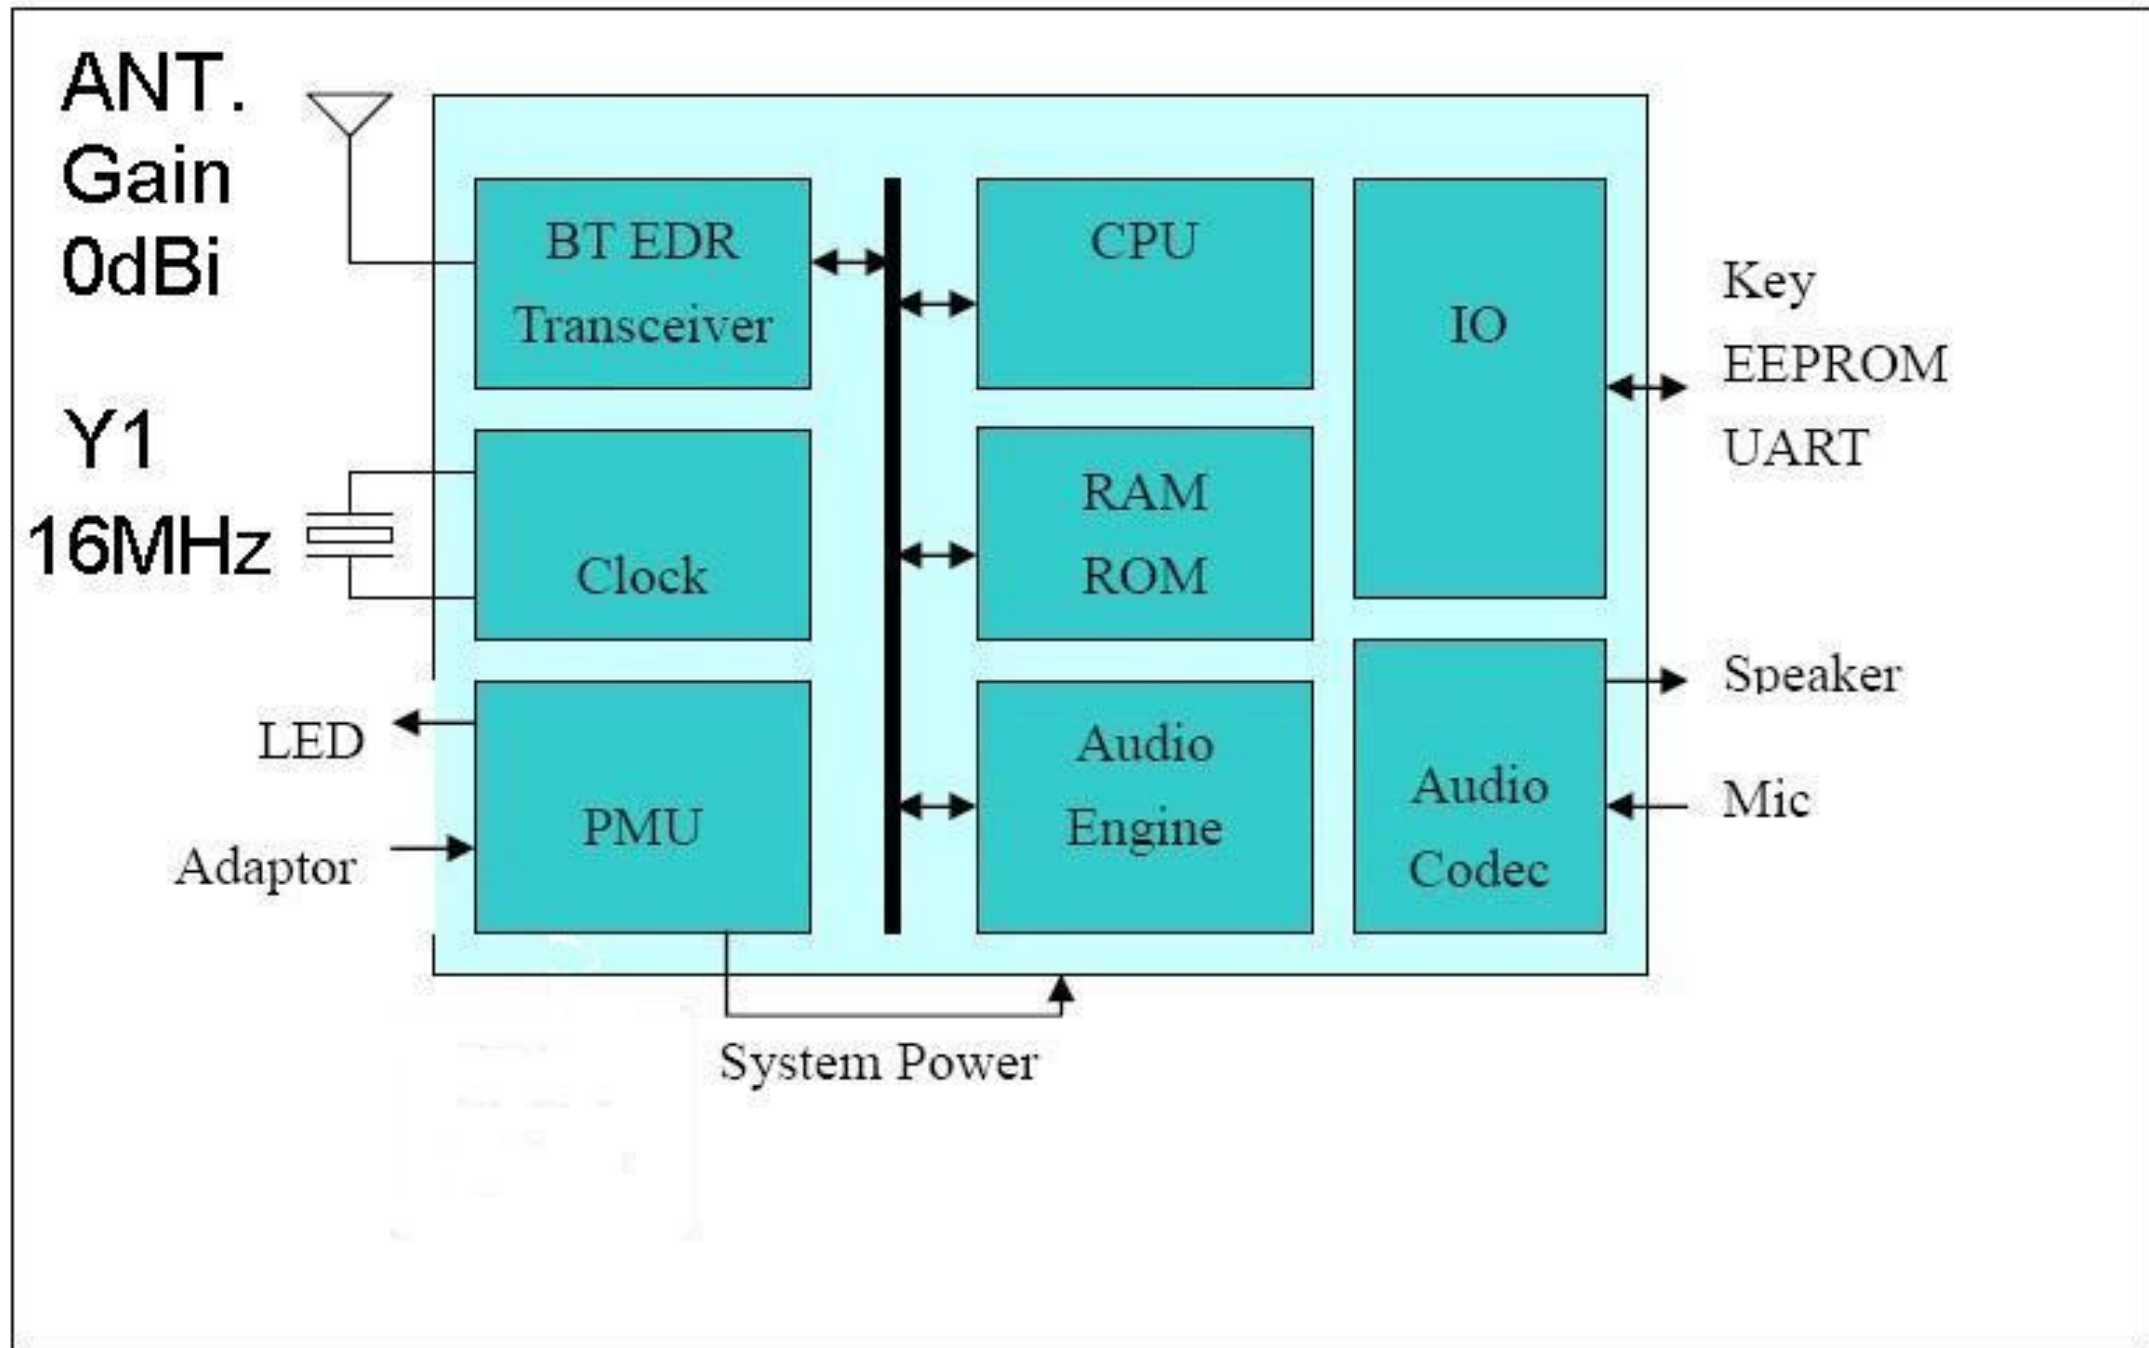 ANT.
Gain
0dBi
Y1
16MHz
BT EDR
Transceiver
Clock
LED
Adaptor
PMU
System Power
CPU
RAM
ROM
Audio
Engine
IO
Audio
Codec
Key
EEPROM
UART
Speaker
Mic